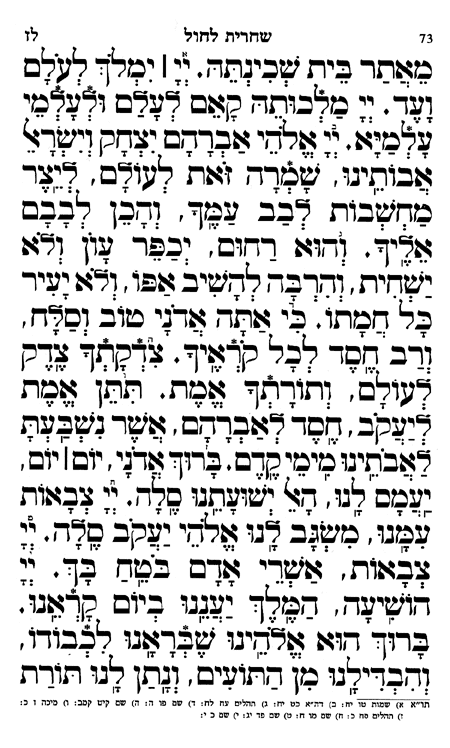 73 שחרית לחול לז
מֵאֲתַר בֵּית שְׁכִינְתֵּהּ. יְיָ | יִמְלֹךְ לְעֹלָם
וָעֶד. יְיָ מַלְכוּתֵהּ קָאֵם לְעָלַם וּלְעָלְמֵי
עָלְמַיָּא. יְיָ אֱלֹהֵי אַבְרָהָם יִצְחָק וְיִשְׂרָאֵל
אֲבוֹתֵינוּ, שָׁמְרָה זֹּאת לְעוֹלָם, לְיֵצֶר
מַחְשְׁבוֹת לְבַב עַמֶּךָ, וְהָכֵן לְבָבָם
אֵלֶיךָ. וְהוּא רַחוּם, יְכַפֵּר עָוֹן וְלֹא
יַשְׁחִית, וְהִרְבָּה לְהָשִׁיב אַפּוֹ, וְלֹא יָעִיר
כָּל חֲמָתוֹ. כִּי אַתָּה אֲדֹנָי טוֹב וְסַלָּח,
וְרַב חֶסֶד לְכָל קֹרְאֶיךָ. צִדְקָתְךָ צֶדֶק
לְעוֹלָם, וְתוֹרָתְךָ אֱמֶת. תִּתֵּן אֱמֶת
לְיַעֲקֹב, חֶסֶד לְאַבְרָהָם, אֲשֶׁר נִשְׁבַּעְתָּ
לַאֲבֹתֵינוּ מִימֵי קֶדֶם. בָּרוּךְ אֲדֹנָי, יוֹם | יוֹם,
יַעֲמָס לָנוּ, הָאֵל יְשׁוּעָתֵנוּ סֶלָה. יְיָ צְבָאוֹת
עִמָּנוּ, מִשְׂגָּב לָנוּ אֱלֹהֵי יַעֲקֹב סֶלָה. יְיָ
צְבָאוֹת, אַשְׁרֵי אָדָם בֹּטֵחַ בָּךְ. יְיָ
הוֹשִׁיעָה, הַמֶּלֶךְ יַעֲנֵנוּ בְיוֹם קָרְאֵנוּ.
בָּרוּךְ הוּא אֱלֹהֵינוּ שֶׁבְּרָאָנוּ לִכְבוֹדוֹ,
וְהִבְדִּילָנוּ מִן הַתּוֹעִים, וְנָתַן לָנוּ תּוֹרַת
תו״א א) שמות טו יח: ב) דה״א כט יח: ג) תהלים עח לח: ד) שם פו ה: ה) שם קיט קמב: ו) מיכה ז כ:
ז) תהלים סח כ: ח) שם מו ח: ט) שם פד יג: י) שם כ י: